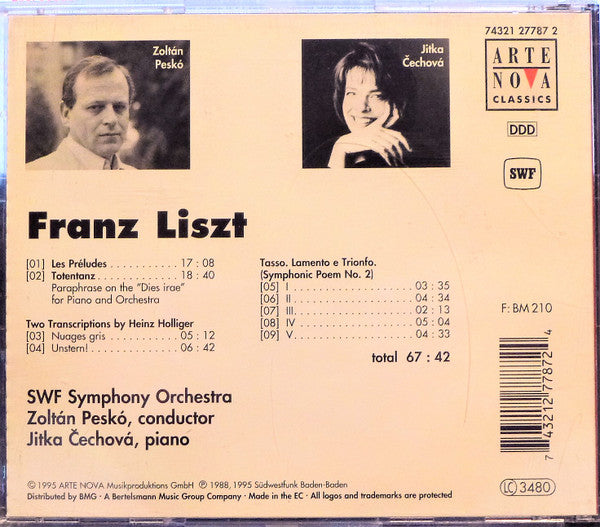 74321 27787 2
Zoltán
Peskó
Jitka
Čechová
ARTE
NOVA
CLASSICS
DDD
SWF
Franz Liszt
[01] Les Préludes . . . . . . . . . . . 17 : 08
[02] Totentanz . . . . . . . . . . . . . 18 : 40
Paraphrase on the "Dies irae"
for Piano and Orchestra
Two Transcriptions by Heinz Holliger
[03] Nuages gris . . . . . . . . . . . 05 : 12
[04] Unstern! . . . . . . . . . . . . . . 06 : 42
Tasso. Lamento e Trionfo.
(Symphonic Poem No. 2)
[05] I . . . . . . . . . . . . . . . . . . . . 03 : 35
[06] II . . . . . . . . . . . . . . . . . . . 04 : 34
[07] III. . . . . . . . . . . . . . . . . . . 02 : 13
[08] IV . . . . . . . . . . . . . . . . . . 05 : 04
[09] V. . . . . . . . . . . . . . . . . . . 04 : 33
total 67 : 42
F: BM 210
7 43212 77872 4
SWF Symphony Orchestra
Zoltán Peskó, conductor
Jitka Čechová, piano
© 1995 ARTE NOVA Musikproduktions GmbH ℗ 1988, 1995 Südwestfunk Baden-Baden
Distributed by BMG · A Bertelsmann Music Group Company · Made in the EC · All logos and trademarks are protected
LC 3480